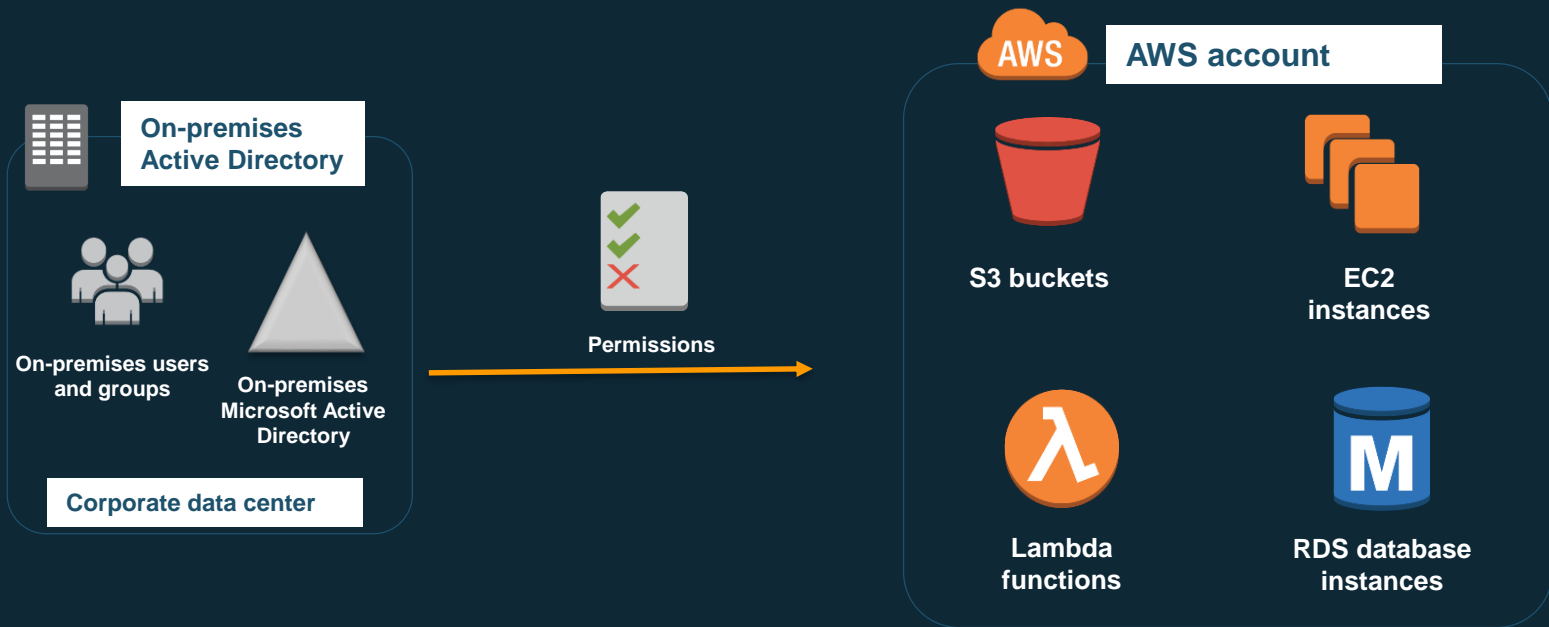 On-premises
Active Directory
On-premises users
and groups
On-premises
Microsoft Active
Directory
Corporate data center
Permissions
AWS
AWS account
S3 buckets
EC2
instances
λ
Lambda
functions
M
RDS database
instances